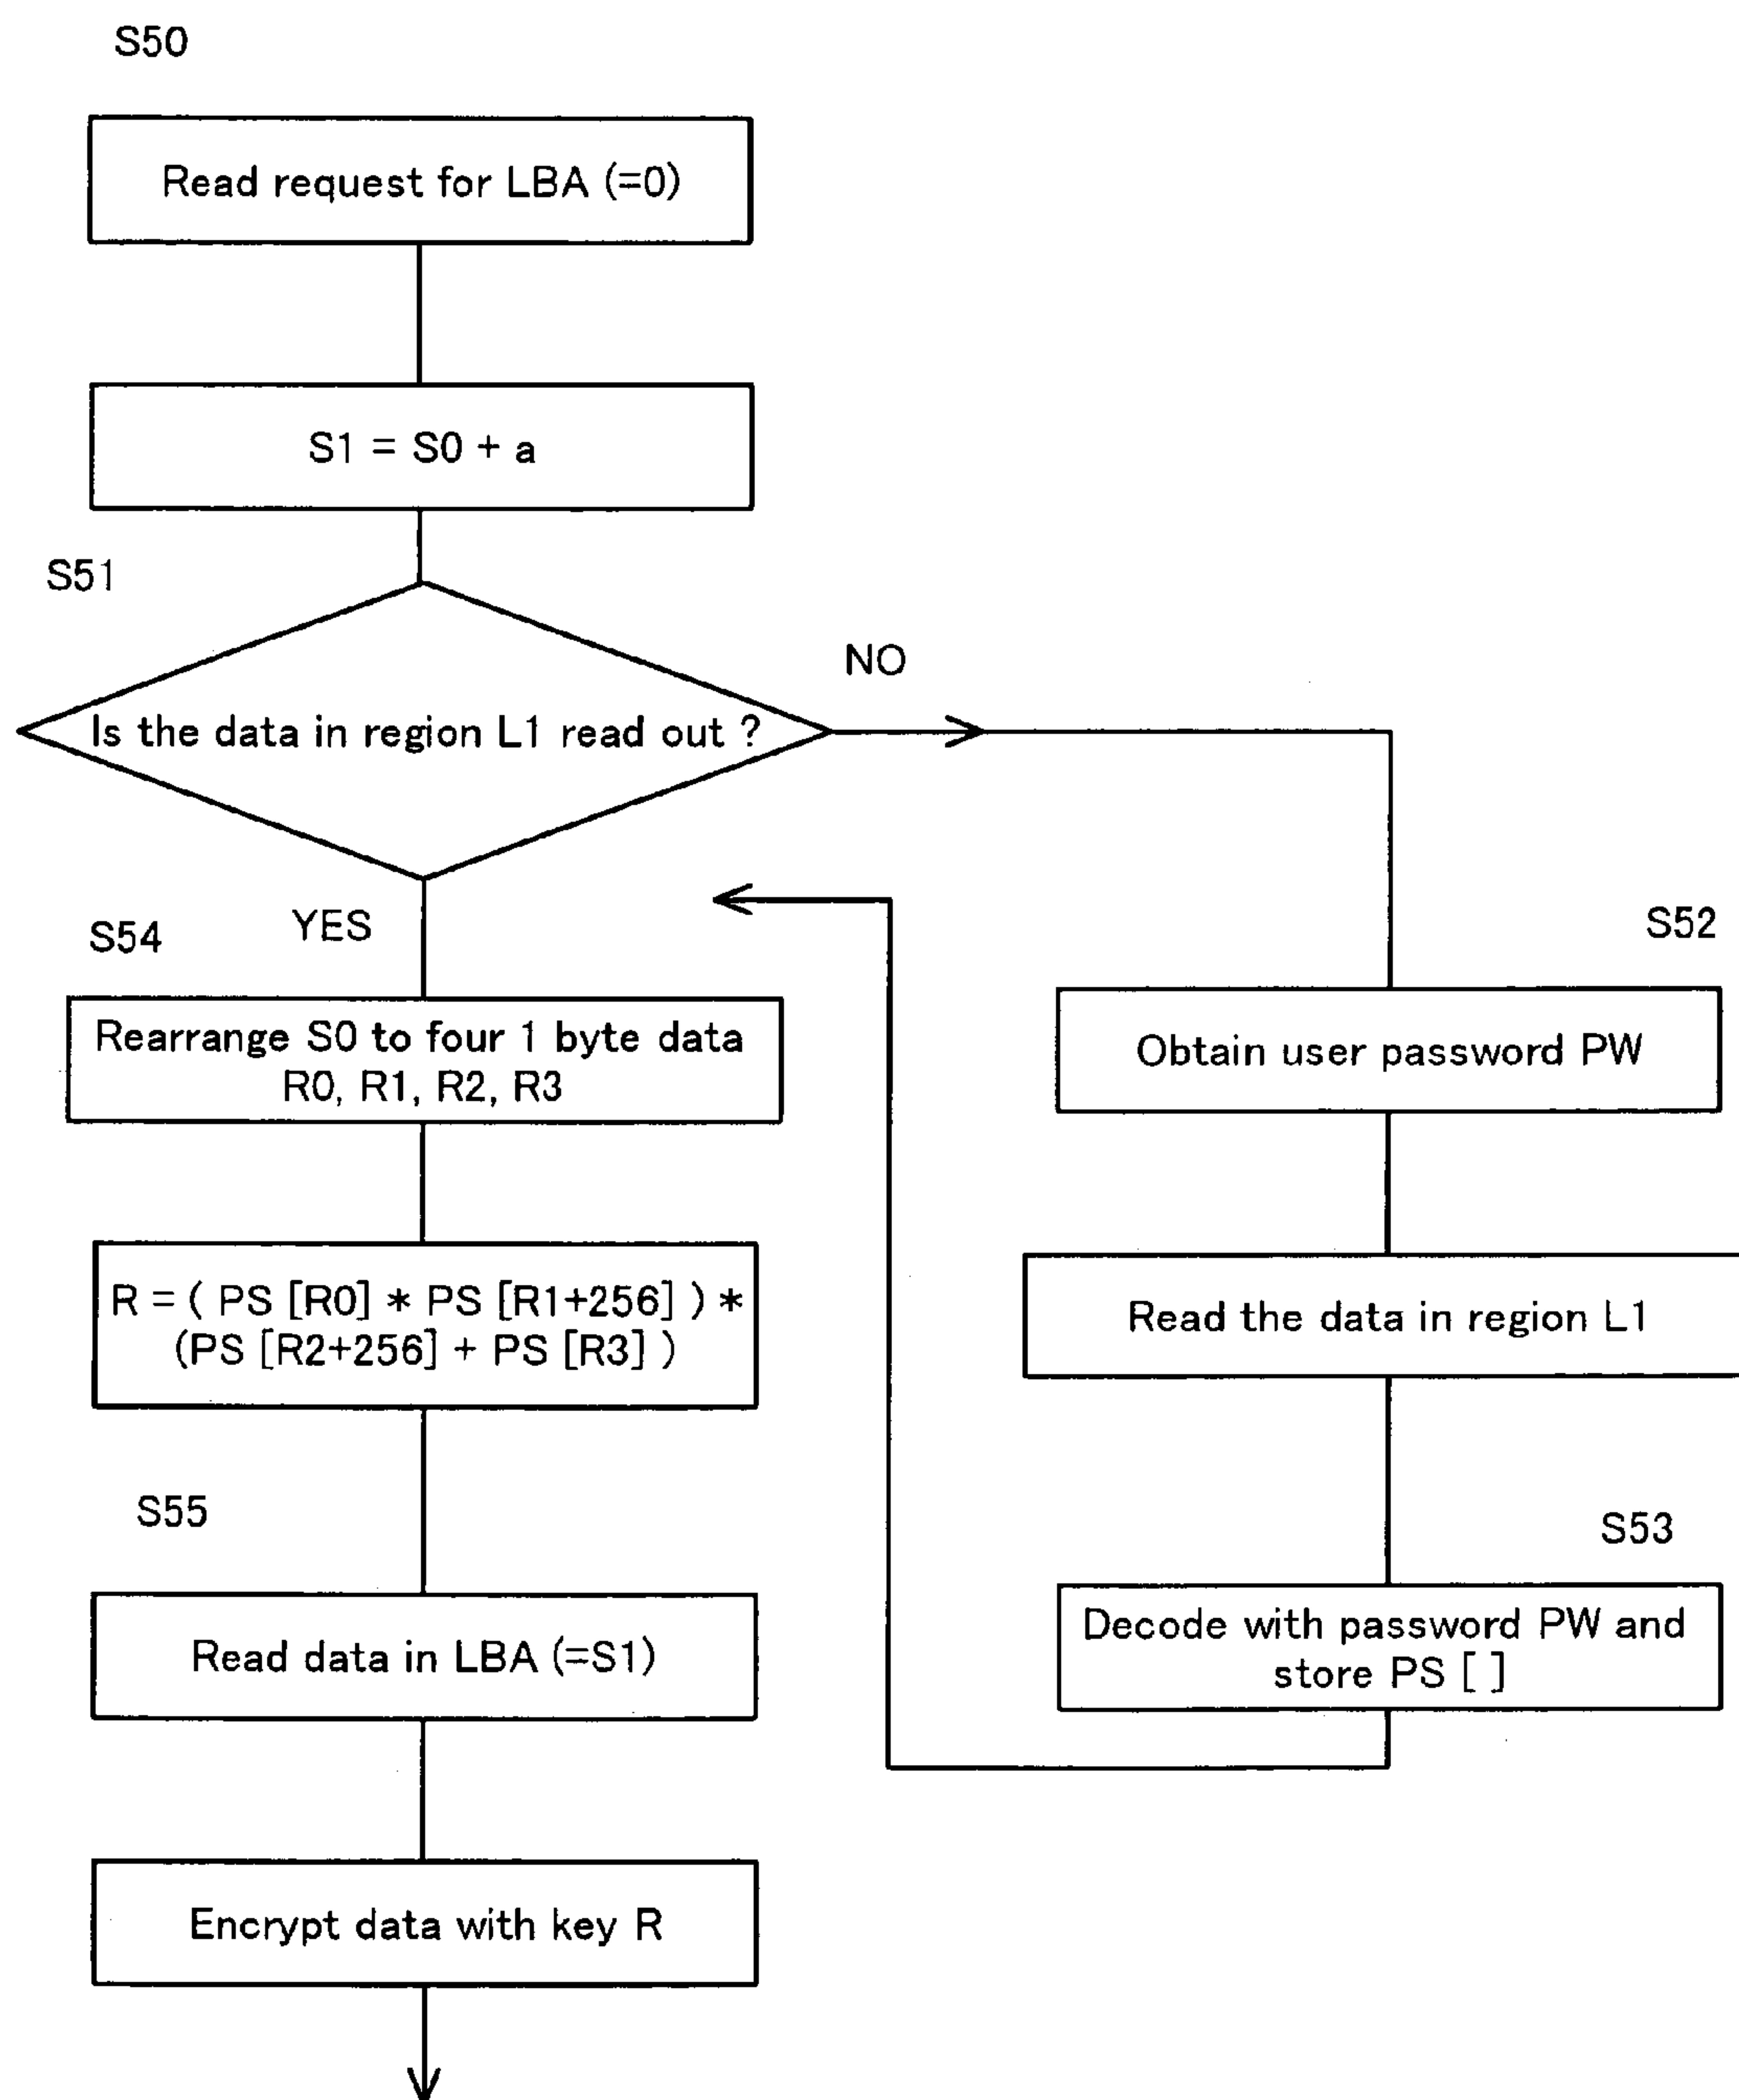 S50
Read request for LBA (=0)
S1 = S0 + a
S51
Is the data in region L1 read out ?
NO
YES
S54
Rearrange S0 to four 1 byte data
R0, R1, R2, R3
R = ( PS [R0] * PS [R1+256] ) *
(PS [R2+256] + PS [R3] )
S55
Read data in LBA (=S1)
Encrypt data with key R
S52
Obtain user password PW
Read the data in region L1
S53
Decode with password PW and
store PS [ ]